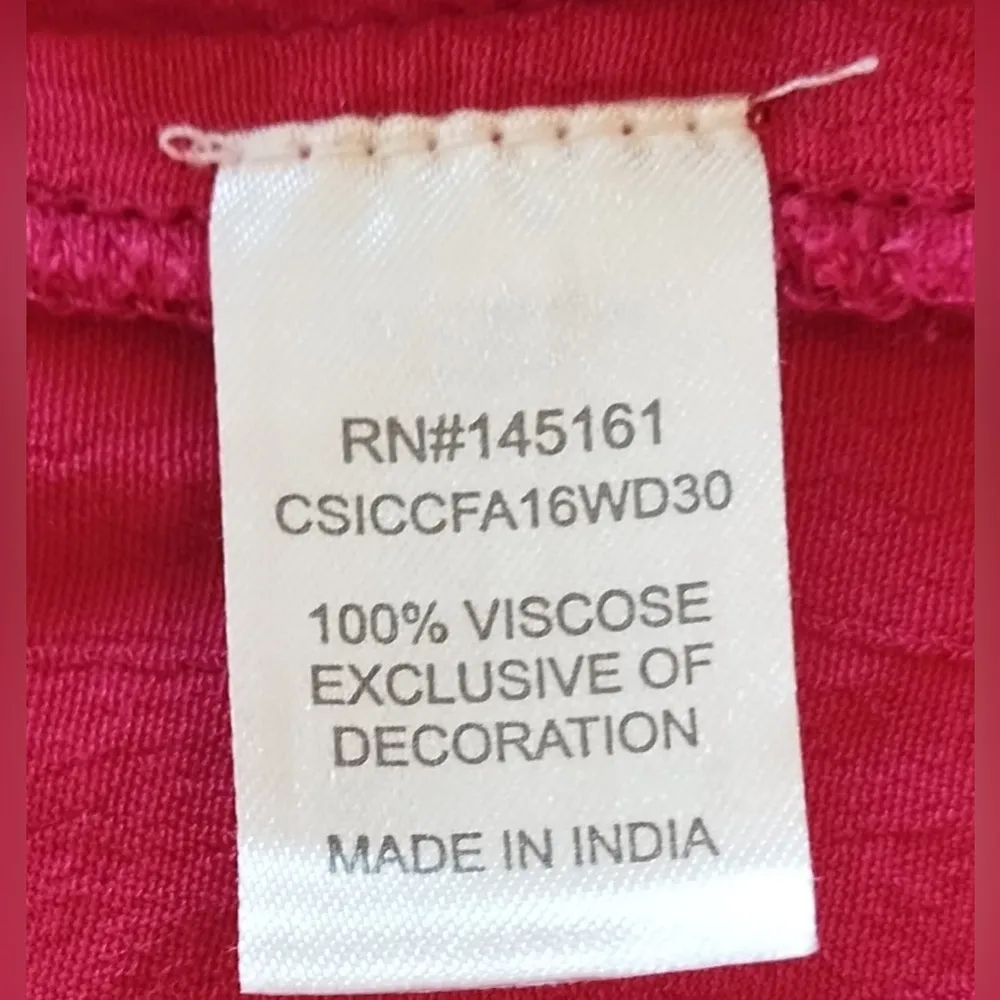 RN#145161
CSICCFA16WD30
100% VISCOSE
EXCLUSIVE OF
DECORATION
MADE IN INDIA